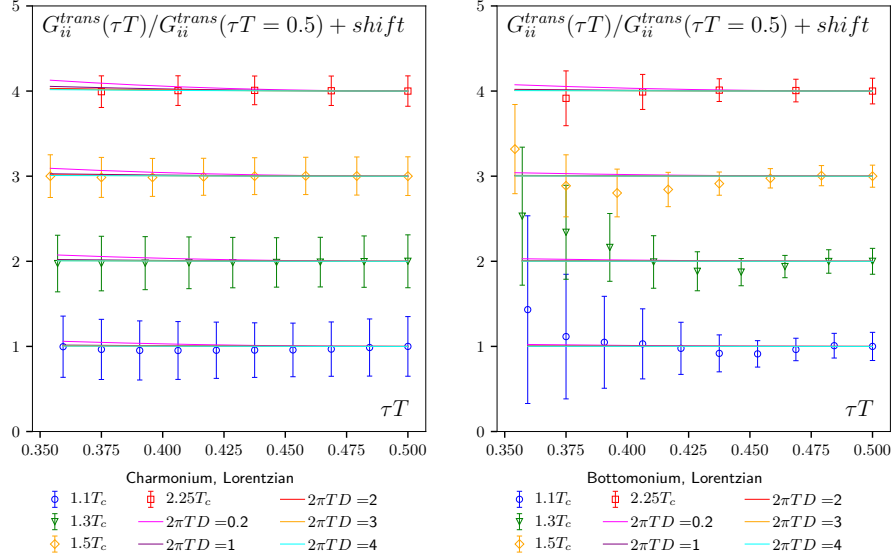 G_{ii}^{trans}(τT)/G_{ii}^{trans}(τT = 0.5) + shift
5
4
3
2
1
0
τT
0.350 0.375 0.400 0.425 0.450 0.475 0.500
Charmonium, Lorentzian
1.1T_c 2.25T_c 2πTD =2
1.3T_c 2πTD =0.2 2πTD =3
1.5T_c 2πTD =1 2πTD =4
G_{ii}^{trans}(τT)/G_{ii}^{trans}(τT = 0.5) + shift
5
4
3
2
1
0
τT
0.350 0.375 0.400 0.425 0.450 0.475 0.500
Bottomonium, Lorentzian
1.1T_c 2.25T_c 2πTD =2
1.3T_c 2πTD =0.2 2πTD =3
1.5T_c 2πTD =1 2πTD =4